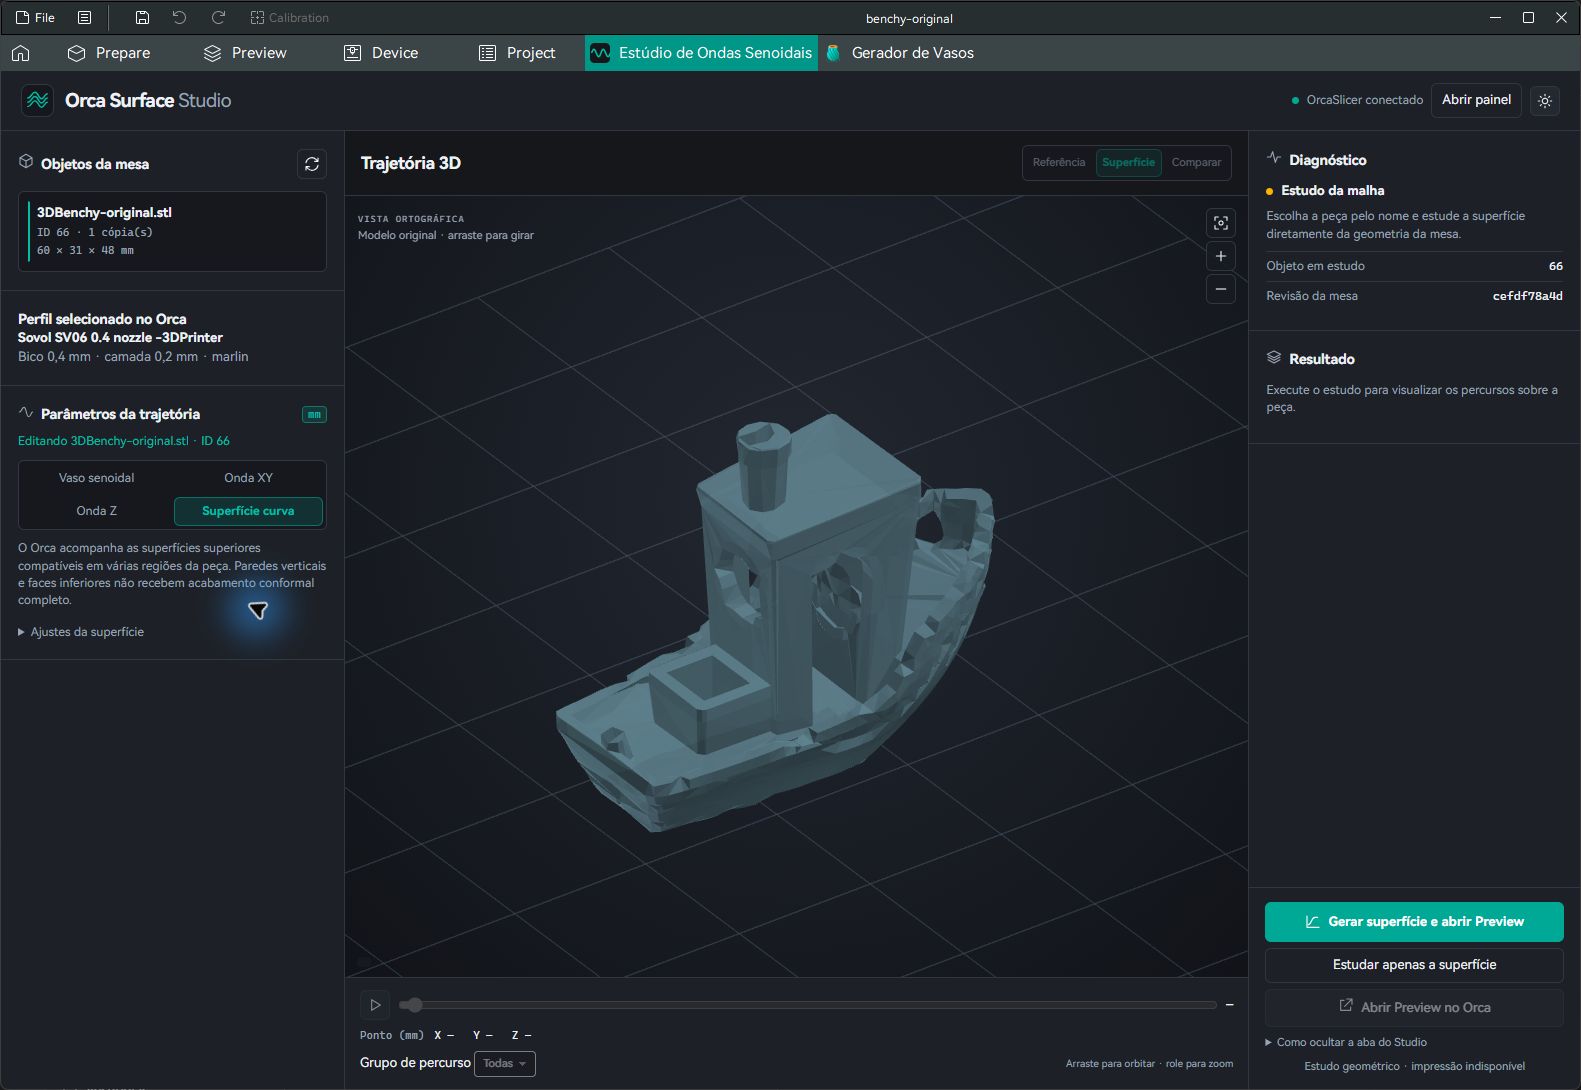 File
Calibration
benchy-original
Prepare
Preview
Device
Project
Estúdio de Ondas Senoidais
Gerador de Vasos
Orca Surface Studio
OrcaSlicer conectado
Abrir painel
Objetos da mesa
3DBenchy-original.stl
ID 66 · 1 cópia(s)
60 × 31 × 48 mm
Perfil selecionado no Orca
Sovol SV06 0.4 nozzle -3DPrinter
Bico 0,4 mm · camada 0,2 mm · marlin
Parâmetros da trajetória
mm
Editando 3DBenchy-original.stl · ID 66
Vaso senoidal
Onda XY
Onda Z
Superfície curva
O Orca acompanha as superfícies superiores
compatíveis em várias regiões da peça. Paredes verticais
e faces inferiores não recebem acabamento conformal
completo.
Ajustes da superfície
Trajetória 3D
Referência
Superfície
Comparar
VISTA ORTOGRÁFICA
Modelo original · arraste para girar
Ponto (mm) X – Y – Z –
Grupo de percurso
Todas
Arraste para orbitar · role para zoom
Diagnóstico
Estudo da malha
Escolha a peça pelo nome e estude a superfície
diretamente da geometria da mesa.
Objeto em estudo
66
Revisão da mesa
cefdf78a4d
Resultado
Execute o estudo para visualizar os percursos sobre a
peça.
Gerar superfície e abrir Preview
Estudar apenas a superfície
Abrir Preview no Orca
Como ocultar a aba do Studio
Estudo geométrico · impressão indisponível